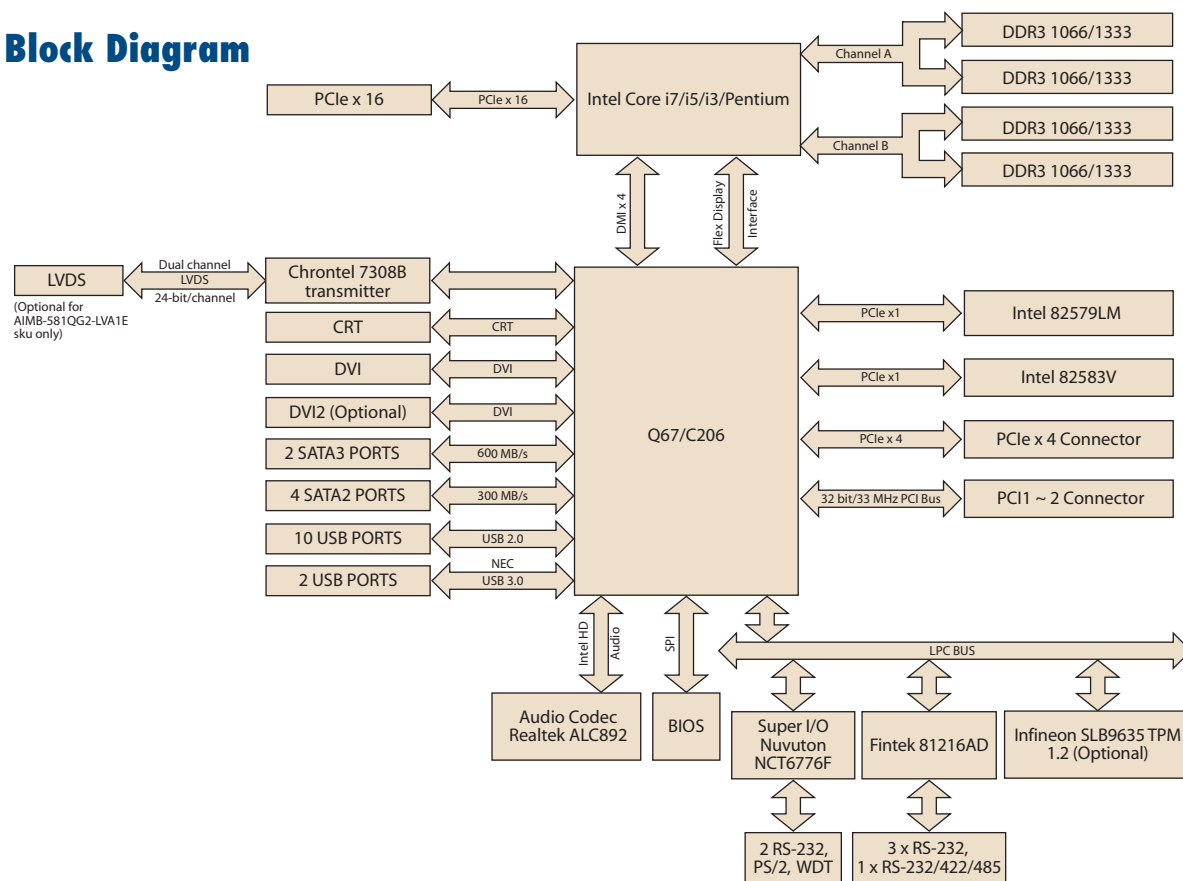 Block Diagram
DDR3 1066/1333
Channel A
DDR3 1066/1333
PCIe x 16
PCIe x 16
Intel Core i7/i5/i3/Pentium
DDR3 1066/1333
Channel B
DDR3 1066/1333
DMI x 4
Flex Display
Interface
LVDS
(Optional for
AIMB-581QG2-LVA1E
sku only)
Dual channel
LVDS
24-bit/channel
Chrontel 7308B
transmitter
CRT
CRT
DVI
DVI
DVI2 (Optional)
DVI
2 SATA3 PORTS
600 MB/s
4 SATA2 PORTS
300 MB/s
10 USB PORTS
USB 2.0
2 USB PORTS
NEC
USB 3.0
Q67/C206
PCIe x1
Intel 82579LM
PCIe x1
Intel 82583V
PCIe x 4
PCIe x 4 Connector
32 bit/33 MHz PCI Bus
PCI1 ~ 2 Connector
Intel HD
Audio
SPI
LPC BUS
Audio Codec
Realtek ALC892
BIOS
Super I/O
Nuvuton
NCT6776F
Fintek 81216AD
Infineon SLB9635 TPM
1.2 (Optional)
2 RS-232,
PS/2, WDT
3 x RS-232,
1 x RS-232/422/485